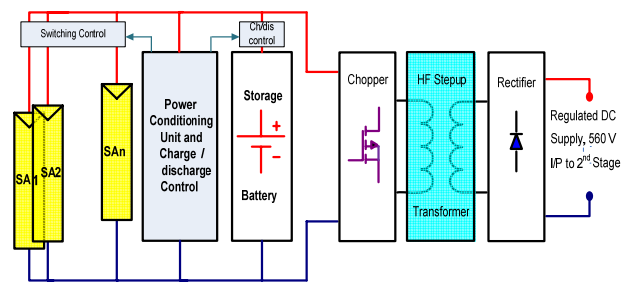 Switching Control
Ch/dis
control
SA1
SA2
SAn
Power
Conditioning
Unit and
Charge /
discharge
Control
Storage
+
−
Battery
Chopper
HF Stepup
Transformer
Rectifier
Regulated DC
Supply, 560 V
I/P to 2nd Stage